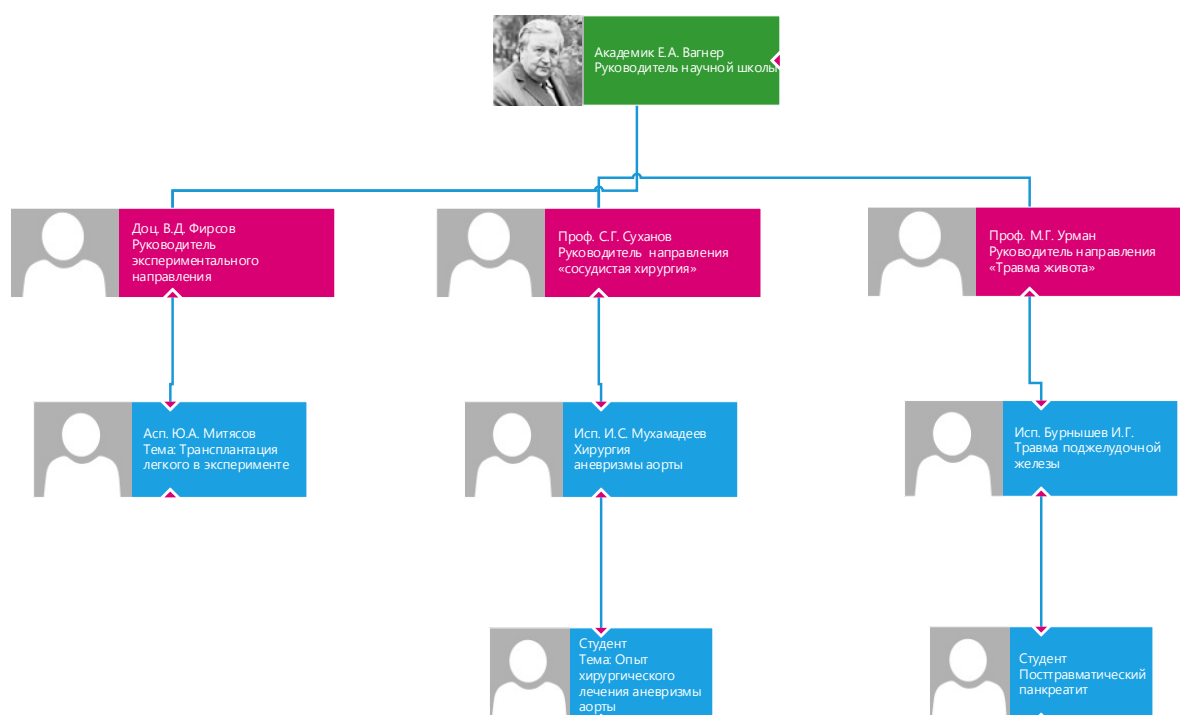 Академик Е.А. Вагнер
Руководитель научной школы
Доц. В.Д. Фирсов
Руководитель
экспериментального
направления
Проф. С.Г. Суханов
Руководитель направления
«сосудистая хирургия»
Проф. М.Г. Урман
Руководитель направления
«Травма живота»
Асп. Ю.А. Митясов
Тема: Трансплантация
легкого в эксперименте
Исп. И.С. Мухамадеев
Хирургия
аневризмы аорты
Исп. Бурнышев И.Г.
Травма поджелудочной
железы
Студент
Тема: Опыт
хирургического
лечения аневризмы
аорты
Студент
Посттравматический
панкреатит